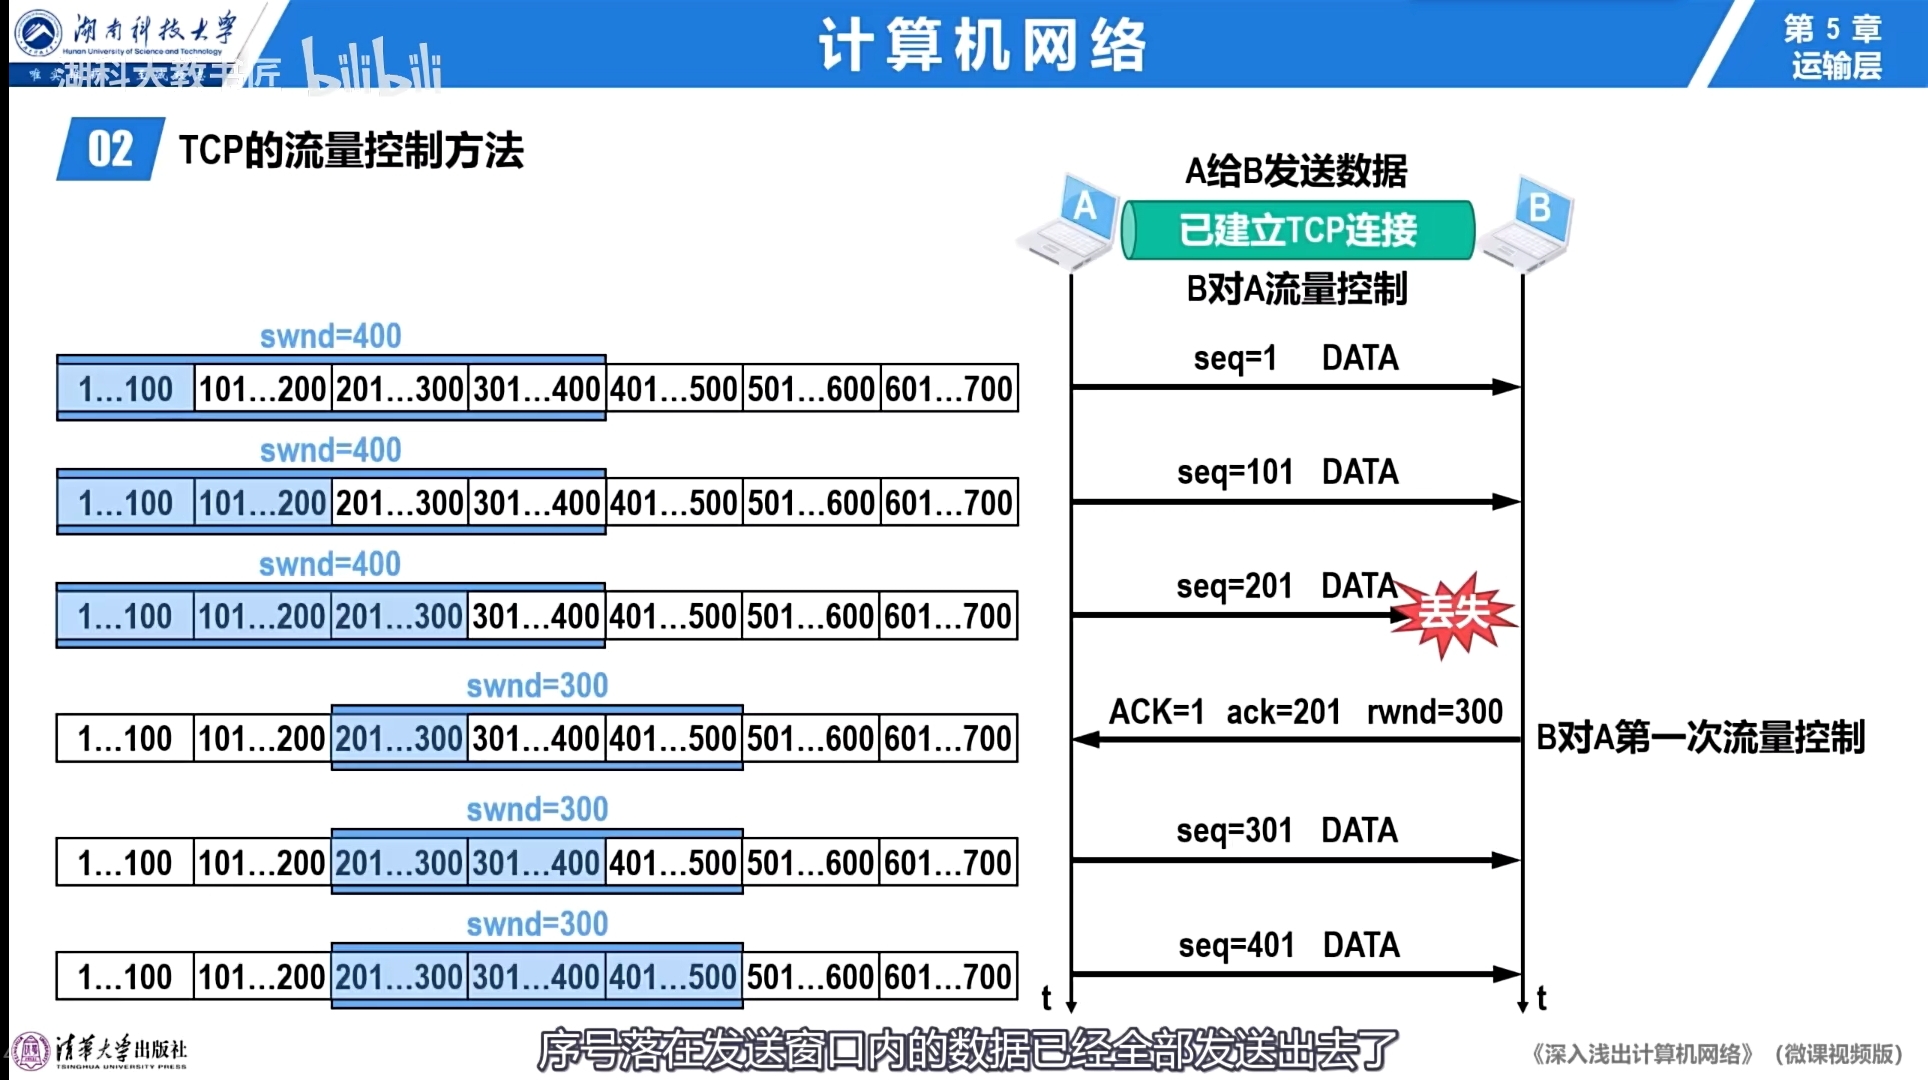 湖南科技大学
Hunan University of Science and Technology
湖科大教书匠 bilibili
计算机网络
第 5 章
运输层
02 TCP的流量控制方法
A给B发送数据
A
已建立TCP连接
B
B对A流量控制
swnd=400
1...100 101...200 201...300 301...400 401...500 501...600 601...700
seq=1 DATA
swnd=400
1...100 101...200 201...300 301...400 401...500 501...600 601...700
seq=101 DATA
swnd=400
1...100 101...200 201...300 301...400 401...500 501...600 601...700
seq=201 DATA
丢失
swnd=300
1...100 101...200 201...300 301...400 401...500 501...600 601...700
ACK=1 ack=201 rwnd=300
B对A第一次流量控制
swnd=300
1...100 101...200 201...300 301...400 401...500 501...600 601...700
seq=301 DATA
swnd=300
1...100 101...200 201...300 301...400 401...500 501...600 601...700
seq=401 DATA
t
t
序号落在发送窗口内的数据已经全部发送出去了
清华大学出版社
TSINGHUA UNIVERSITY PRESS
《深入浅出计算机网络》（微课视频版）